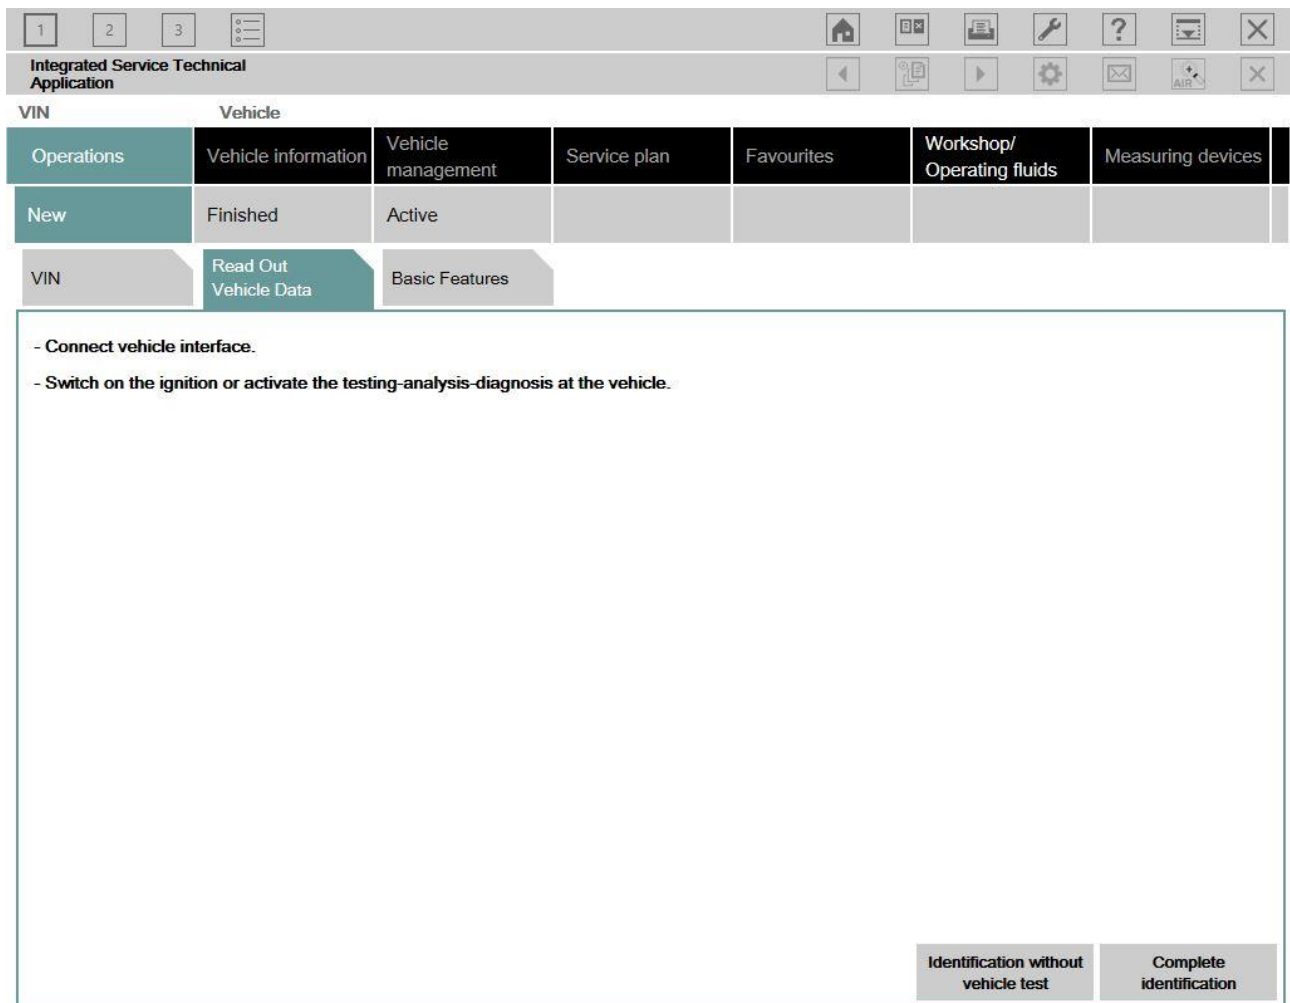 1 2 3
?
Integrated Service Technical
Application
AIR
VIN Vehicle
Operations Vehicle information Vehicle
management Service plan Favourites Workshop/
Operating fluids Measuring devices
New Finished Active
VIN Read Out
Vehicle Data Basic Features
- Connect vehicle interface.
- Switch on the ignition or activate the testing-analysis-diagnosis at the vehicle.
Identification without
vehicle test
Complete
identification